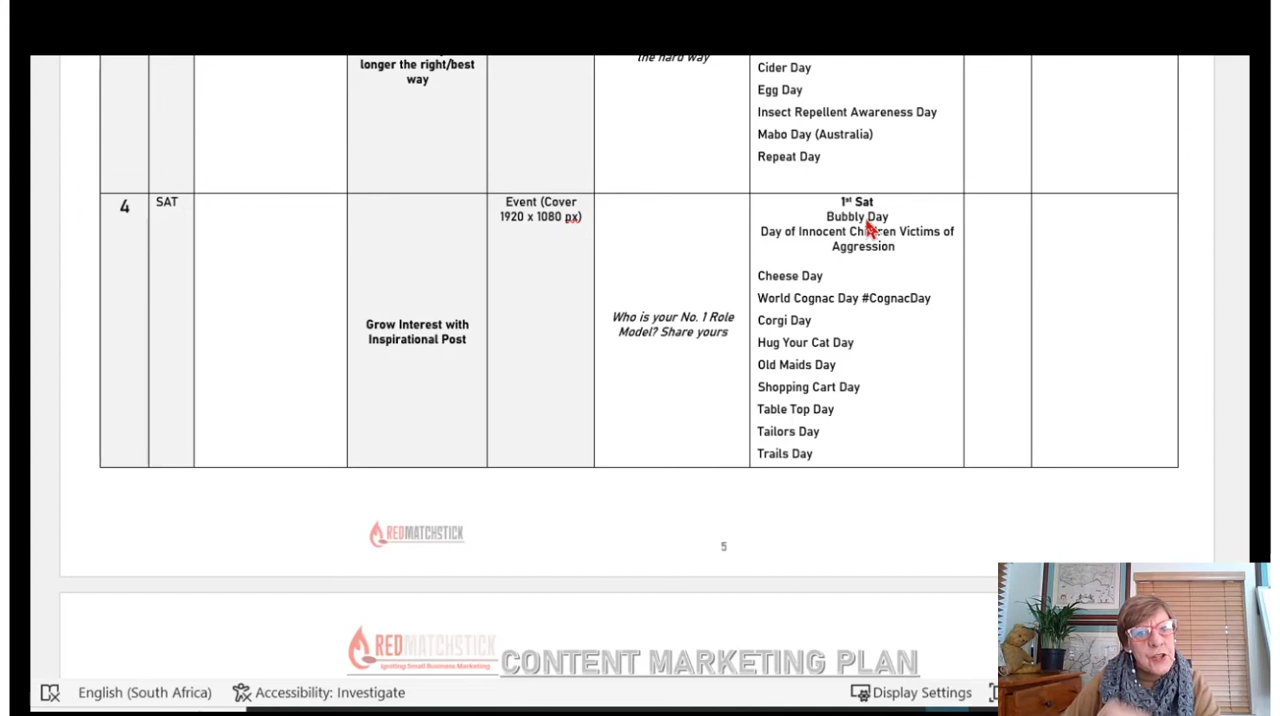 longer the right/best
way
the hard way
Cider Day
Egg Day
Insect Repellent Awareness Day
Mabo Day (Australia)
Repeat Day
4
SAT
Grow Interest with
Inspirational Post
Event (Cover
1920 x 1080 px)
Who is your No. 1 Role
Model? Share yours
1st Sat
Bubbly Day
Day of Innocent Children Victims of
Aggression
Cheese Day
World Cognac Day #CognacDay
Corgi Day
Hug Your Cat Day
Old Maids Day
Shopping Cart Day
Table Top Day
Tailors Day
Trails Day
REDMATCHSTICK
5
REDMATCHSTICK
Igniting Small Business Marketing
CONTENT MARKETING PLAN
English (South Africa)
Accessibility: Investigate
Display Settings